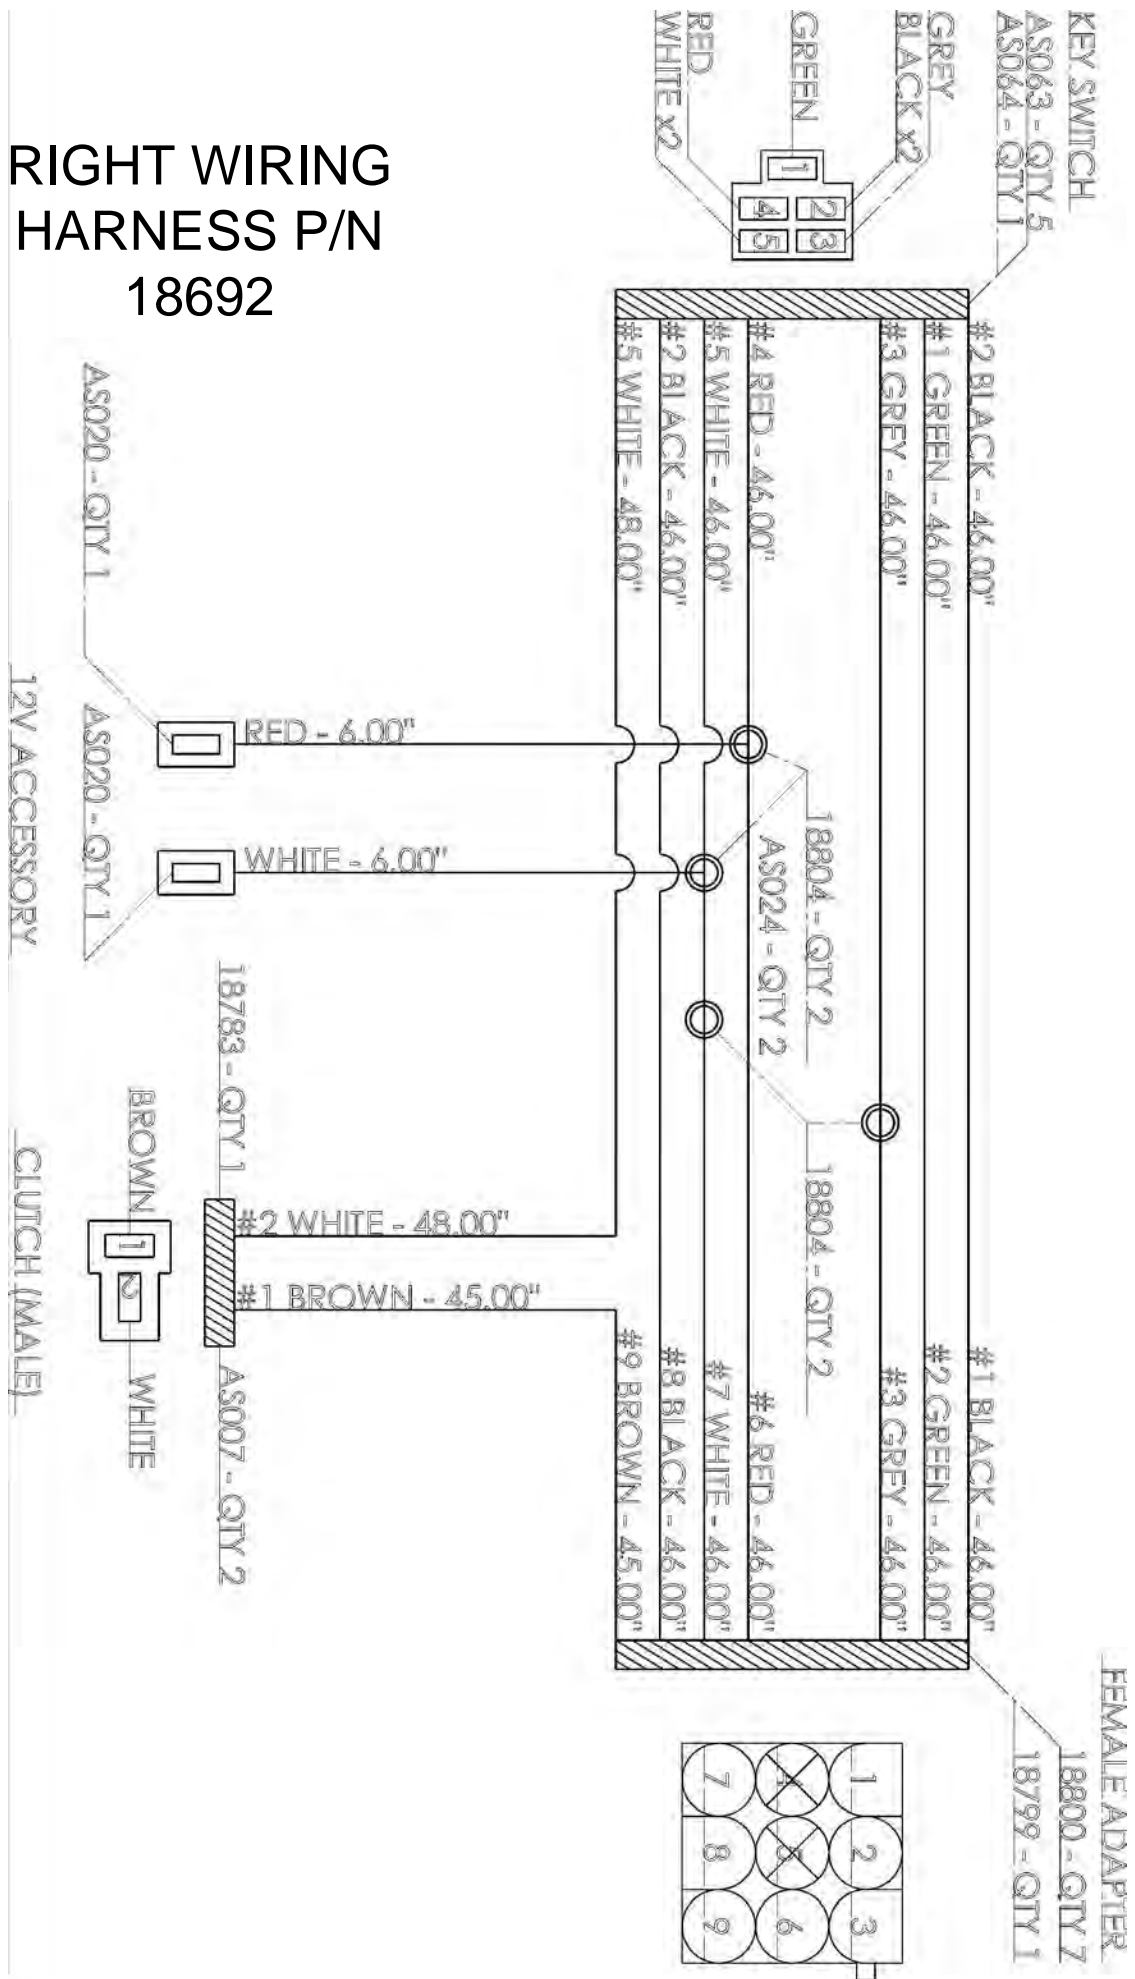 RIGHT WIRING
HARNESS P/N
18692
KEY SWITCH
AS063 - QTY 5
AS064 - QTY 1
GREY
BLACK x2
GREEN
RED
WHITE x2
1
2
3
4
5
#2 BLACK - 46.00"
#1 GREEN - 46.00"
#3 GREY - 46.00"
#4 RED - 46.00"
#5 WHITE - 46.00"
#2 BLACK - 46.00"
#5 WHITE - 48.00"
AS020 - QTY 1
AS020 - QTY 1
12V ACCESSORY
RED - 6.00"
WHITE - 6.00"
18804 - QTY 2
AS024 - QTY 2
18804 - QTY 2
18783 - QTY 1
AS007 - QTY 2
#2 WHITE - 48.00"
#1 BROWN - 45.00"
BROWN
1
2
WHITE
CLUTCH (MALE)
#1 BLACK - 46.00"
#2 GREEN - 46.00"
#3 GREY - 46.00"
#6 RED - 46.00"
#7 WHITE - 46.00"
#8 BLACK - 46.00"
#9 BROWN - 45.00"
FEMALE ADAPTER
18800 - QTY 7
18799 - QTY 1
1
2
3
4
5
6
7
8
9